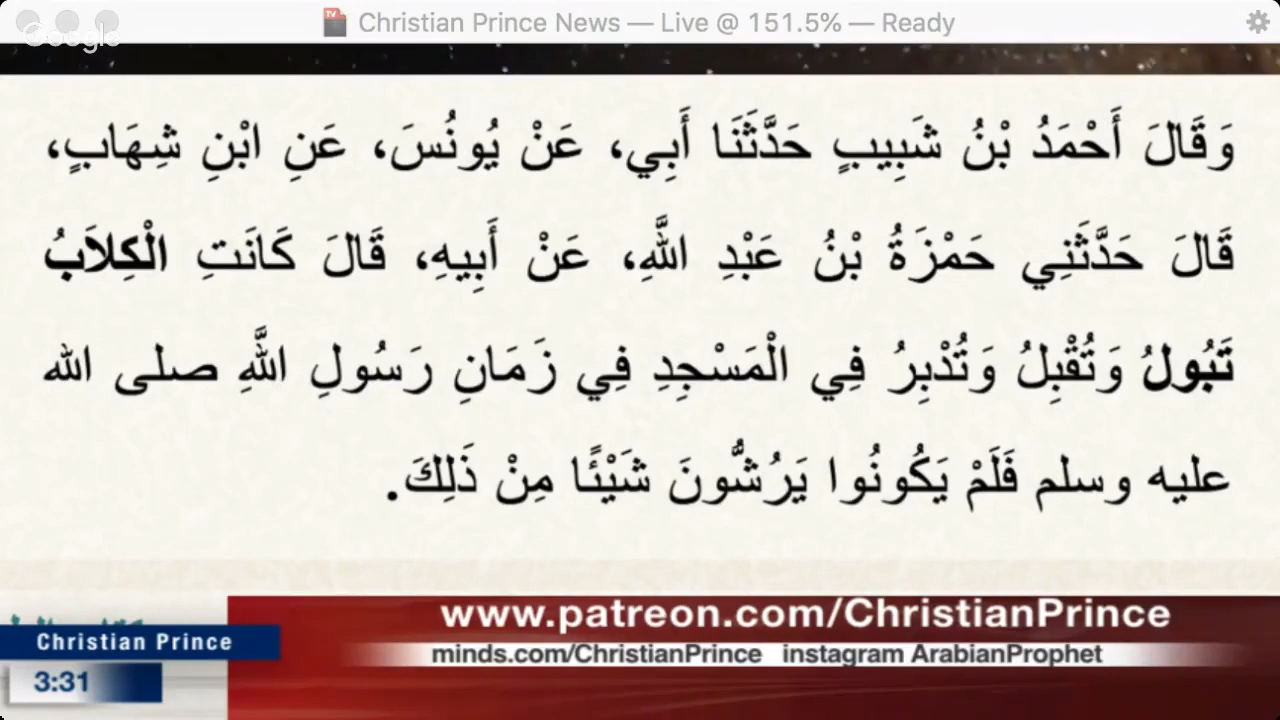 Christian Prince News — Live @ 151.5% — Ready
Google
وَقَالَ أَحْمَدُ بْنُ شَبِيبٍ حَدَّثَنَا أَبِي، عَنْ يُونُسَ، عَنِ ابْنِ شِهَابٍ،
قَالَ حَدَّثَنِي حَمْزَةُ بْنُ عَبْدِ اللَّهِ، عَنْ أَبِيهِ، قَالَ كَانَتِ الْكِلاَبُ
تَبُولُ وَتُقْبِلُ وَتُدْبِرُ فِي الْمَسْجِدِ فِي زَمَانِ رَسُولِ اللَّهِ صلى الله
عليه وسلم فَلَمْ يَكُونُوا يَرُشُّونَ شَيْئًا مِنْ ذَلِكَ.
www.patreon.com/ChristianPrince
Christian Prince
minds.com/ChristianPrince instagram ArabianProphet
3:31